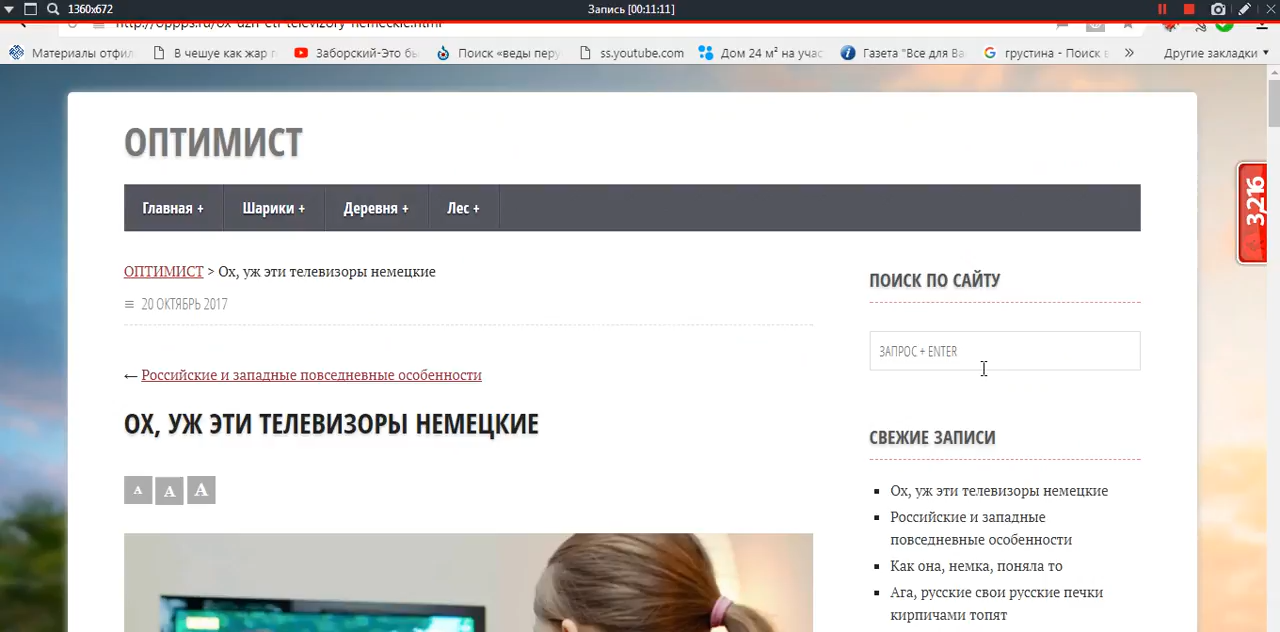 1360x672
Запись [00:11:11]
Материалы отфил
В чешуе как жар г
Заборский-Это бы
Поиск «веды перу
ss.youtube.com
Дом 24 м² на учас
Газета "Все для Ва
грустина - Поиск в
»
Другие закладки
ОПТИМИСТ
Главная +
Шарики +
Деревня +
Лес +
3,216
ОПТИМИСТ > Ох, уж эти телевизоры немецкие
20 ОКТЯБРЬ 2017
← Российские и западные повседневные особенности
ОХ, УЖ ЭТИ ТЕЛЕВИЗОРЫ НЕМЕЦКИЕ
A A A
ПОИСК ПО САЙТУ
ЗАПРОС + ENTER
СВЕЖИЕ ЗАПИСИ
Ох, уж эти телевизоры немецкие
Российские и западные
повседневные особенности
Как она, немка, поняла то
Ага, русские свои русские печки
кирпичами топят